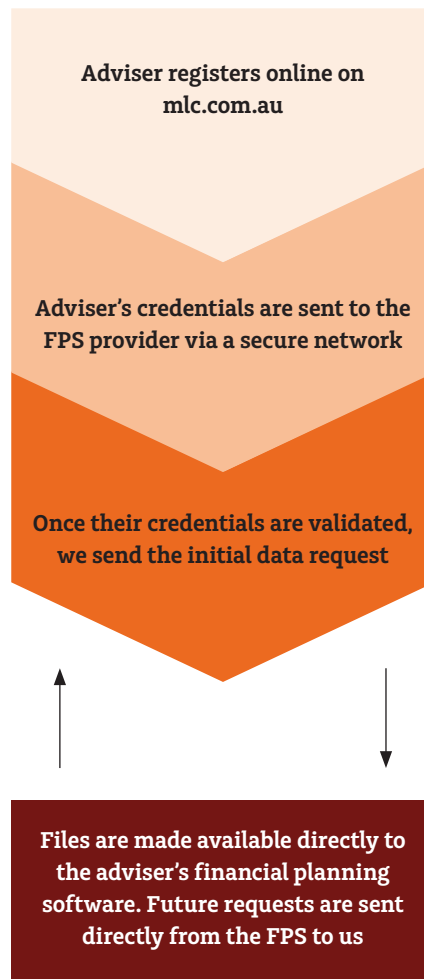 Adviser registers online on
mlc.com.au
Adviser’s credentials are sent to the
FPS provider via a secure network
Once their credentials are validated,
we send the initial data request
Files are made available directly to
the adviser’s financial planning
software. Future requests are sent
directly from the FPS to us